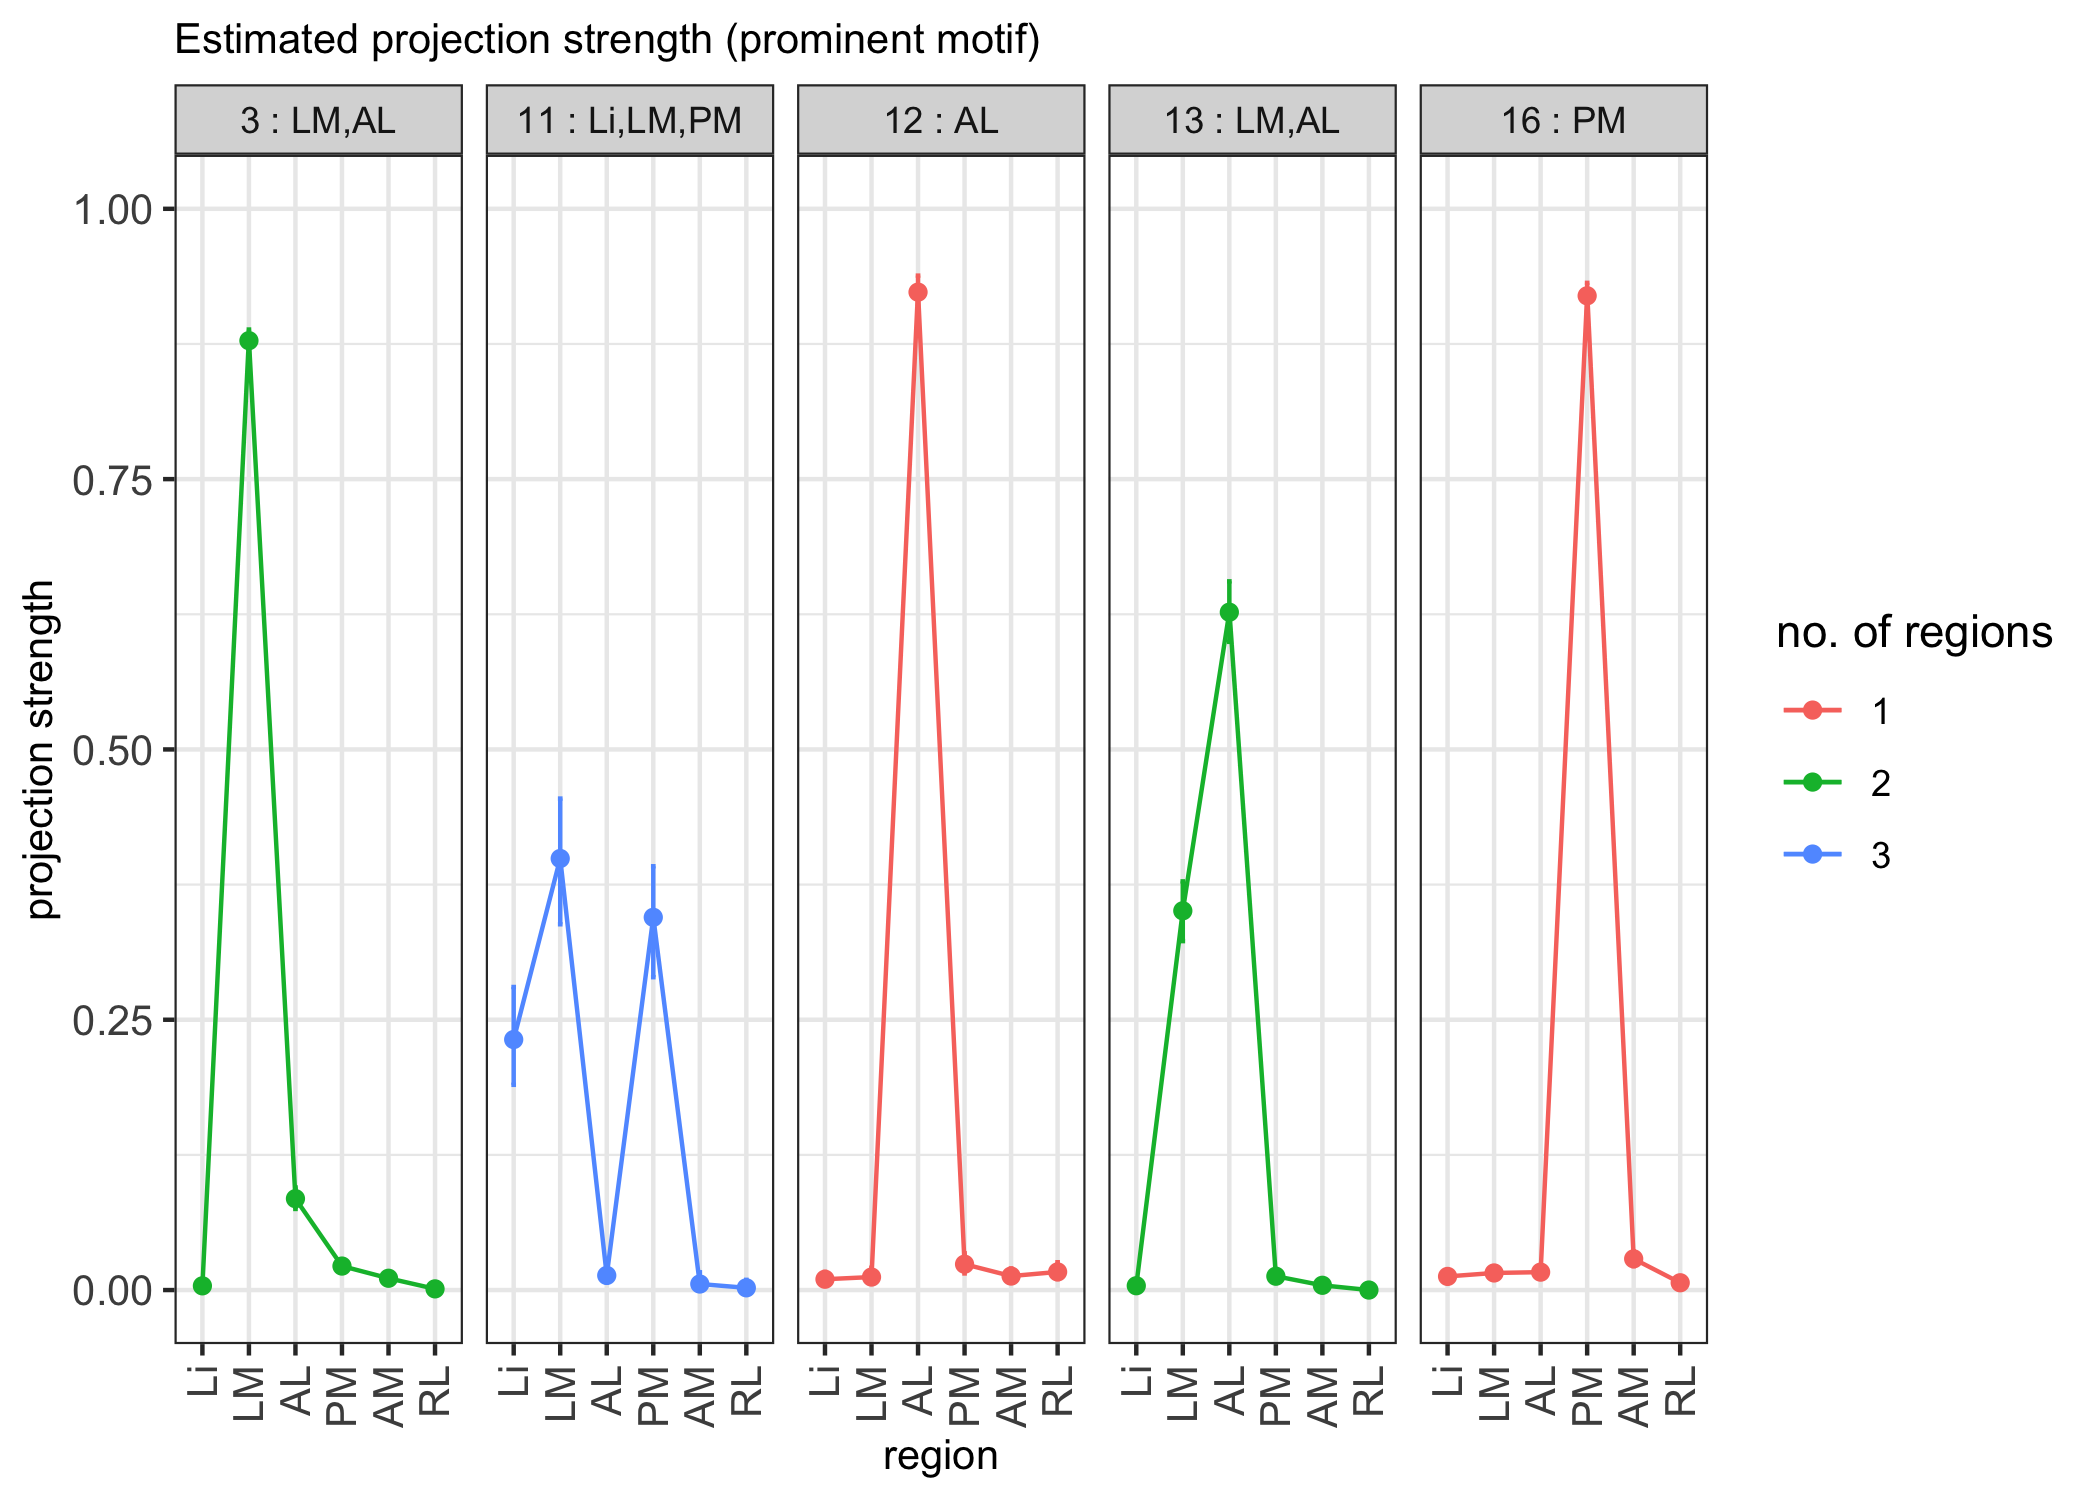 Estimated projection strength (prominent motif)
3 : LM,AL
11 : Li,LM,PM
12 : AL
13 : LM,AL
16 : PM
1.00
0.75
0.50
0.25
0.00
projection strength
Li LM AL PM AM RL
Li LM AL PM AM RL
Li LM AL PM AM RL
Li LM AL PM AM RL
Li LM AL PM AM RL
region
no. of regions
1
2
3